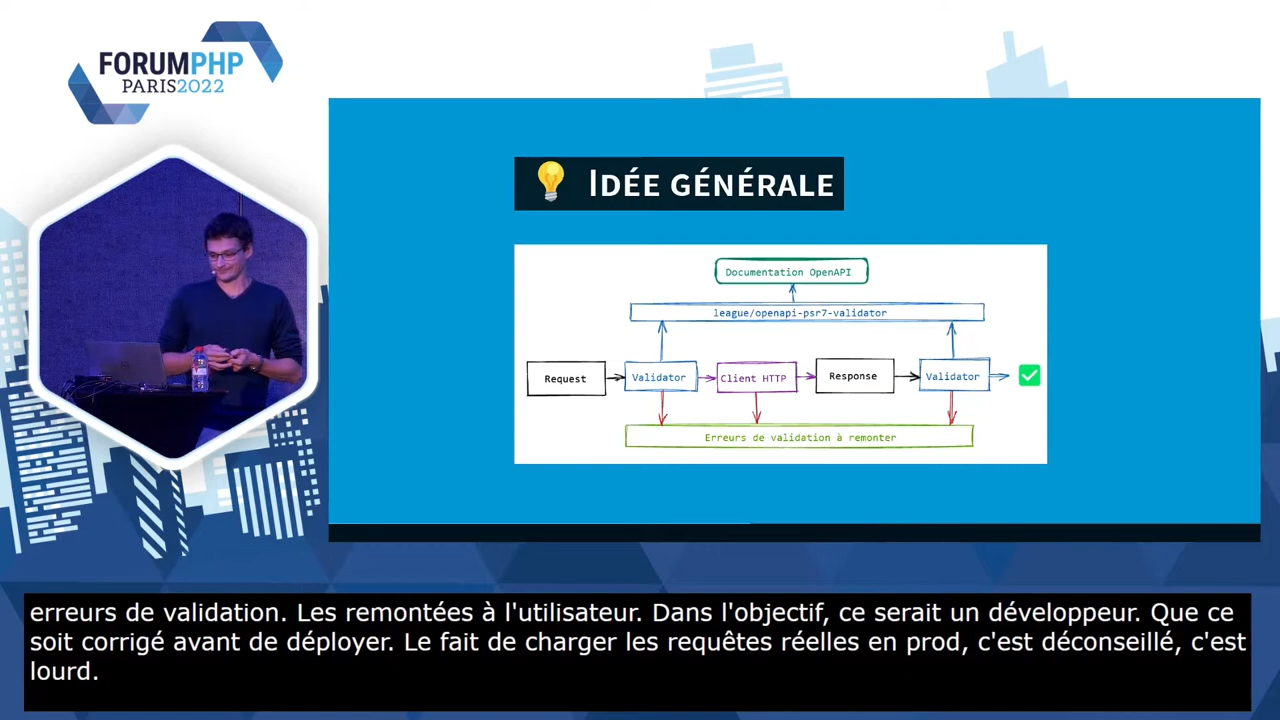 FORUMPHP
PARIS2022
IDÉE GÉNÉRALE
Documentation OpenAPI
league/openapi-psr7-validator
Request
Validator
Client HTTP
Response
Validator
Erreurs de validation à remonter
erreurs de validation. Les remontées à l'utilisateur. Dans l'objectif, ce serait un développeur. Que ce
soit corrigé avant de déployer. Le fait de charger les requêtes réelles en prod, c'est déconseillé, c'est
lourd.